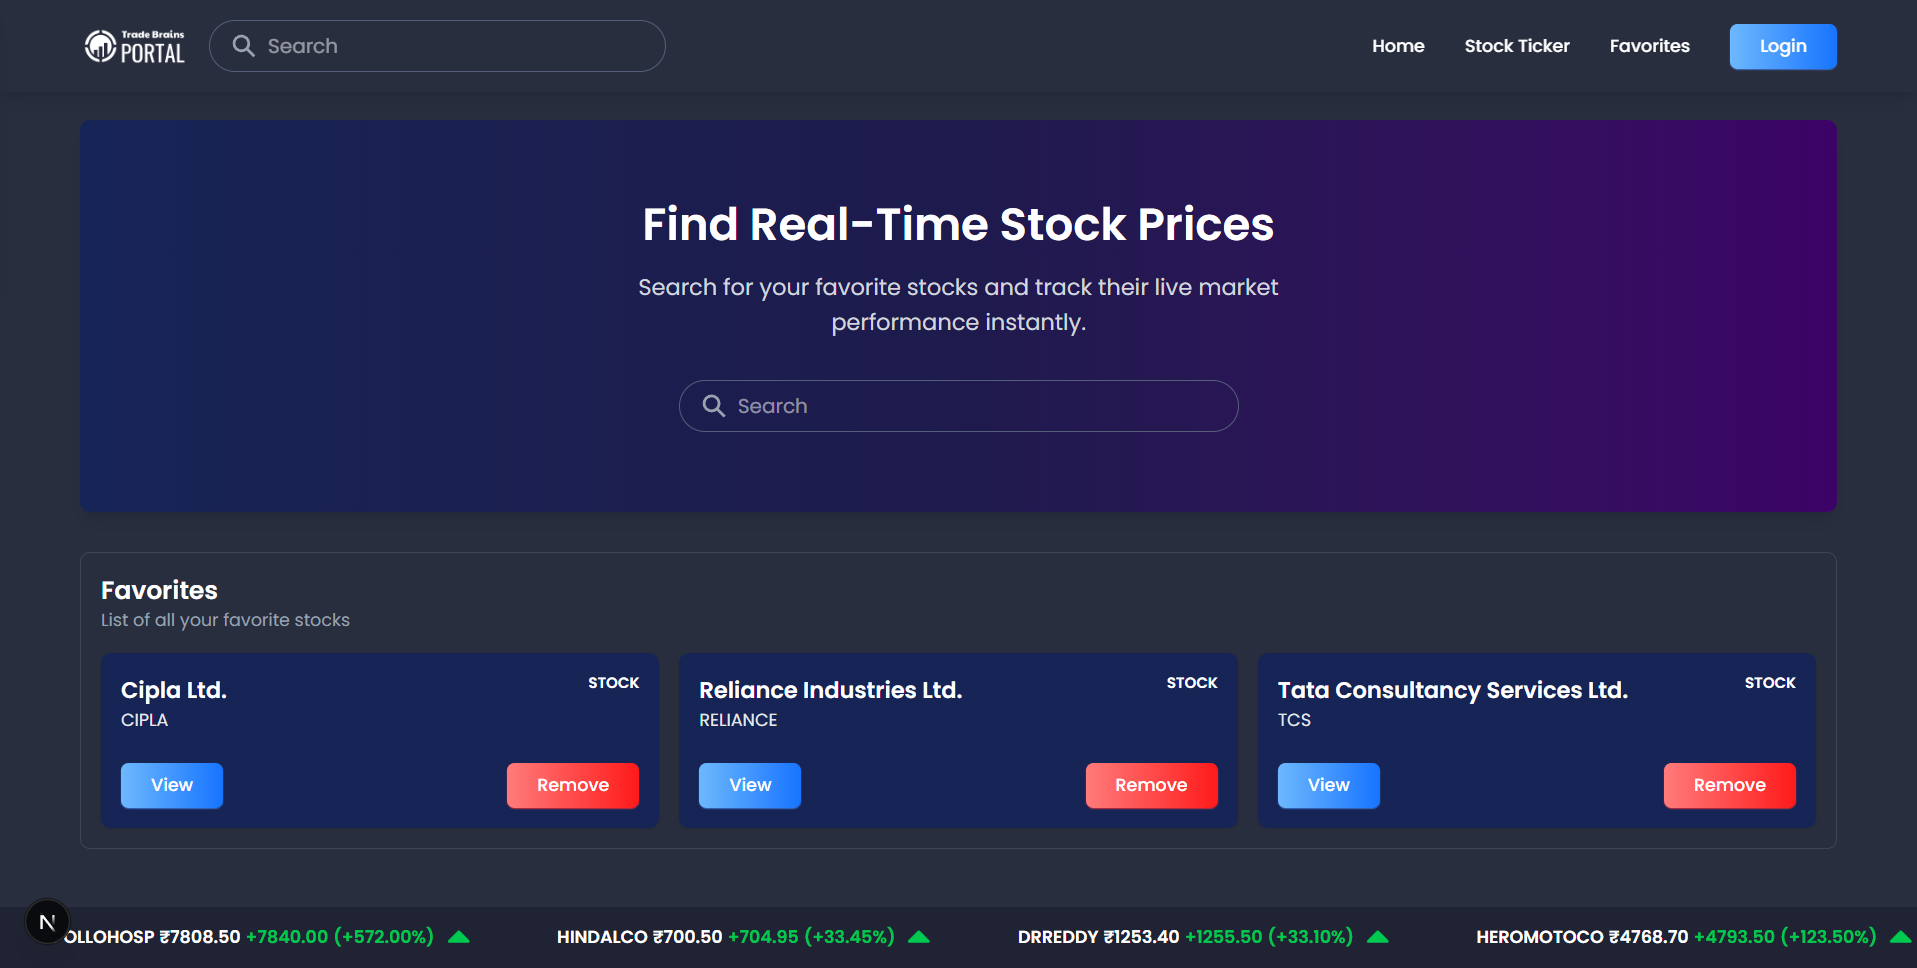 Trade Brains
PORTAL
Search
Home
Stock Ticker
Favorites
Login
Find Real-Time Stock Prices
Search for your favorite stocks and track their live market
performance instantly.
Search
Favorites
List of all your favorite stocks
Cipla Ltd.
STOCK
CIPLA
View
Remove
Reliance Industries Ltd.
STOCK
RELIANCE
View
Remove
Tata Consultancy Services Ltd.
STOCK
TCS
View
Remove
N
OLLOHOSP ₹7808.50 +7840.00 (+572.00%)
HINDALCO ₹700.50 +704.95 (+33.45%)
DRREDDY ₹1253.40 +1255.50 (+33.10%)
HEROMOTOCO ₹4768.70 +4793.50 (+123.50%)